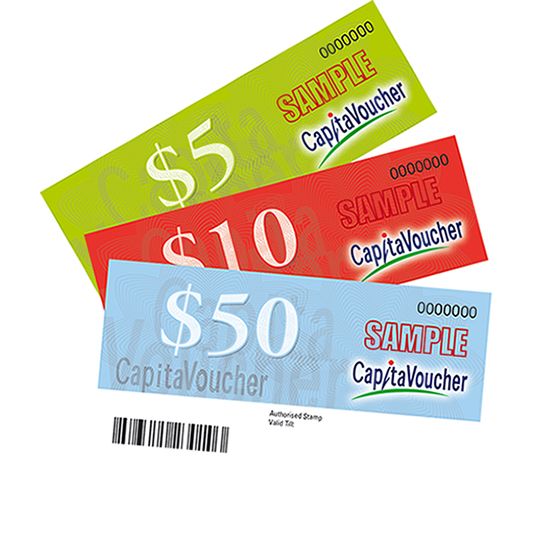 0000000
SAMPLE
CapitaVoucher
$5
0000000
SAMPLE
CapitaVoucher
$10
0000000
$50
SAMPLE
CapitaVoucher
CapitaVoucher
Authorised Stamp
Valid Till: